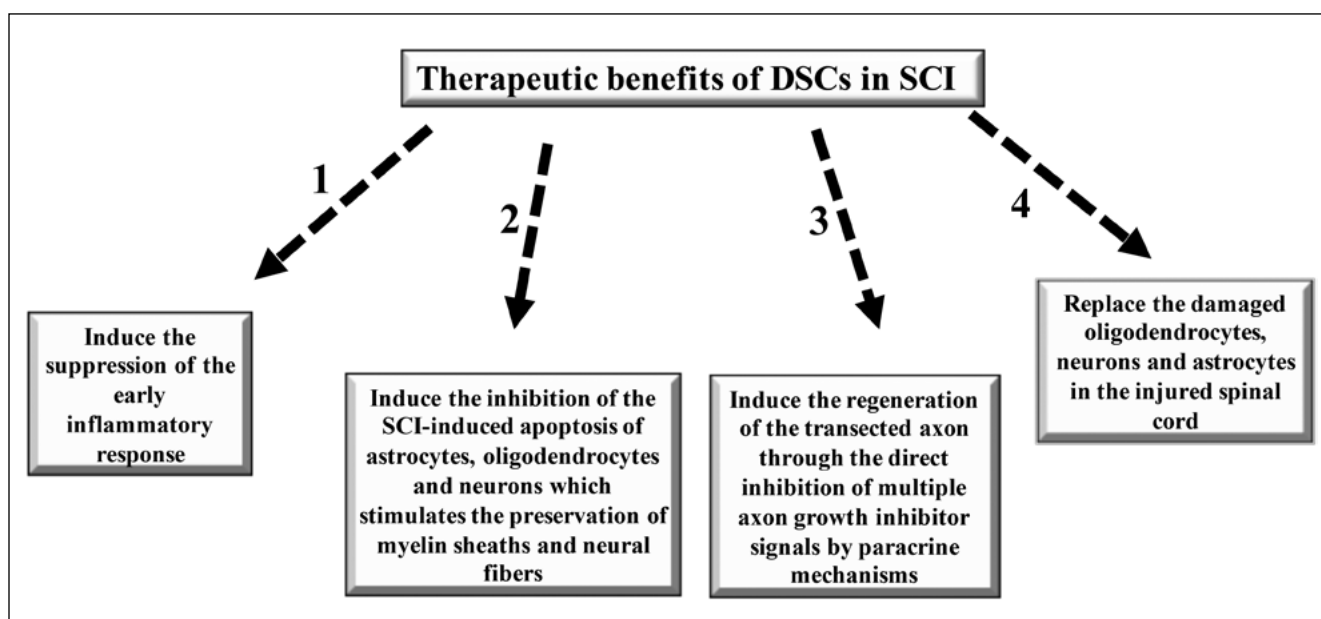 Therapeutic benefits of DSCs in SCI
1
2
3
4
Induce the
suppression of the
early
inflammatory
response
Induce the inhibition of the
SCI-induced apoptosis of
astrocytes, oligodendrocytes
and neurons which
stimulates the preservation of
myelin sheaths and neural
fibers
Induce the regeneration
of the transected axon
through the direct
inhibition of multiple
axon growth inhibitor
signals by paracrine
mechanisms
Replace the damaged
oligodendrocytes,
neurons and astrocytes
in the injured spinal
cord